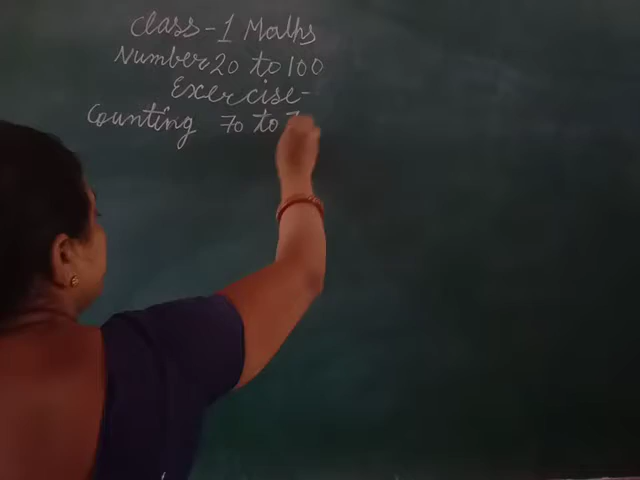 Class-1 Maths
Number 20 to 100
Exercise-
Counting 70 to